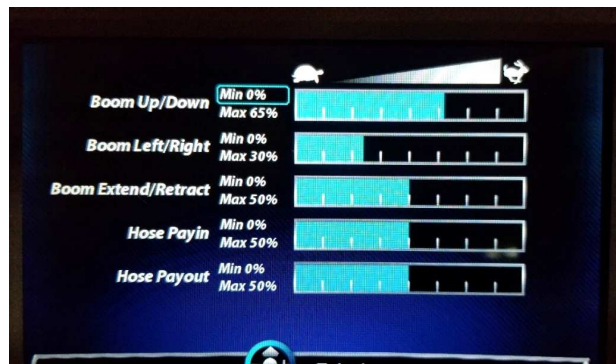 Boom Up/Down Min 0%
Max 65%
Boom Left/Right Min 0%
Max 30%
Boom Extend/Retract Min 0%
Max 50%
Hose Payin Min 0%
Max 50%
Hose Payout Min 0%
Max 50%